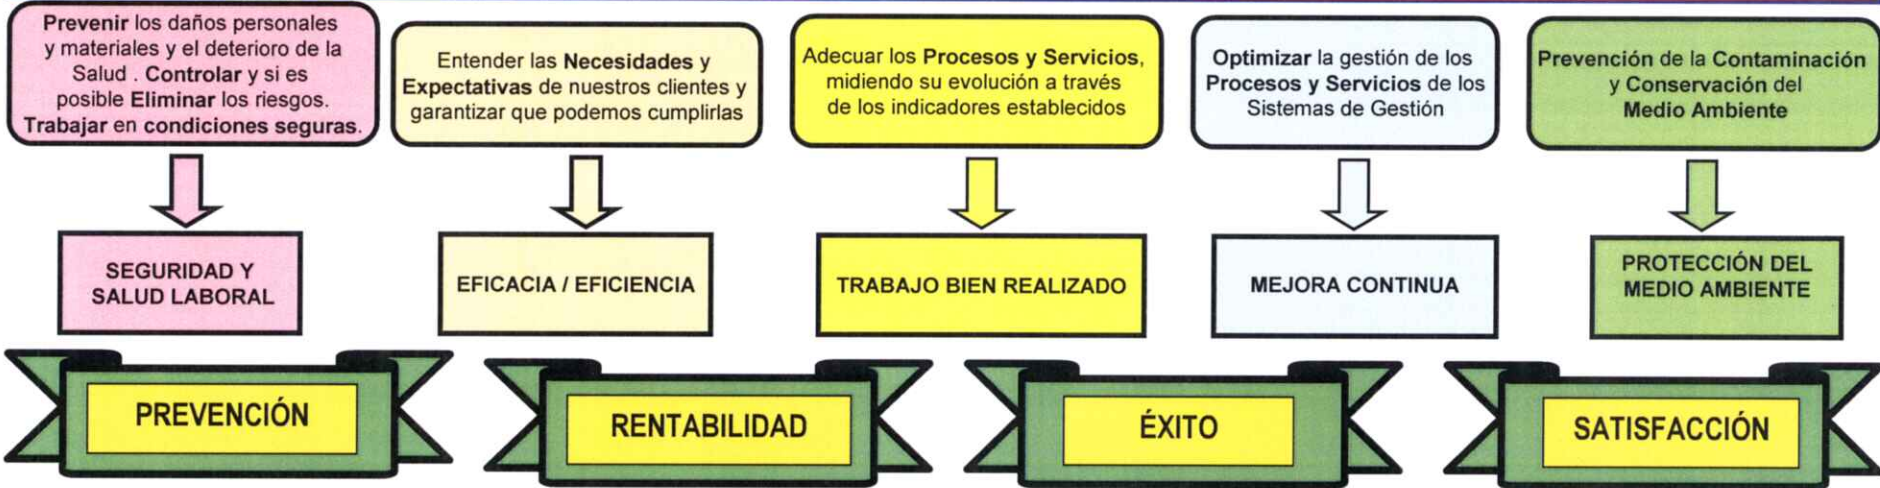 Prevenir los daños personales
y materiales y el deterioro de la
Salud . Controlar y si es
posible Eliminar los riesgos.
Trabajar en condiciones seguras.
Entender las Necesidades y
Expectativas de nuestros clientes y
garantizar que podemos cumplirlas
Adecuar los Procesos y Servicios,
midiendo su evolución a través
de los indicadores establecidos
Optimizar la gestión de los
Procesos y Servicios de los
Sistemas de Gestión
Prevención de la Contaminación
y Conservación del
Medio Ambiente
SEGURIDAD Y
SALUD LABORAL
EFICACIA / EFICIENCIA
TRABAJO BIEN REALIZADO
MEJORA CONTINUA
PROTECCIÓN DEL
MEDIO AMBIENTE
PREVENCIÓN
RENTABILIDAD
ÉXITO
SATISFACCIÓN